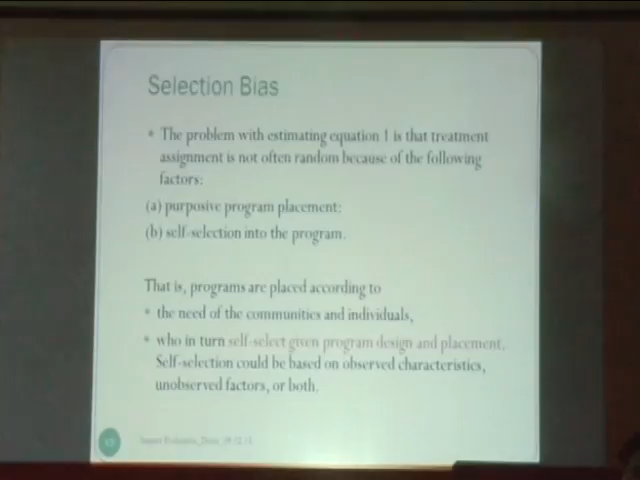 Selection Bias
• The problem with estimating equation 1 is that treatment
assignment is not often random because of the following
factors:
(a) purposive program placement;
(b) self-selection into the program.
That is, programs are placed according to
• the need of the communities and individuals,
• who in turn self-select given program design and placement.
Self-selection could be based on observed characteristics,
unobserved factors, or both.